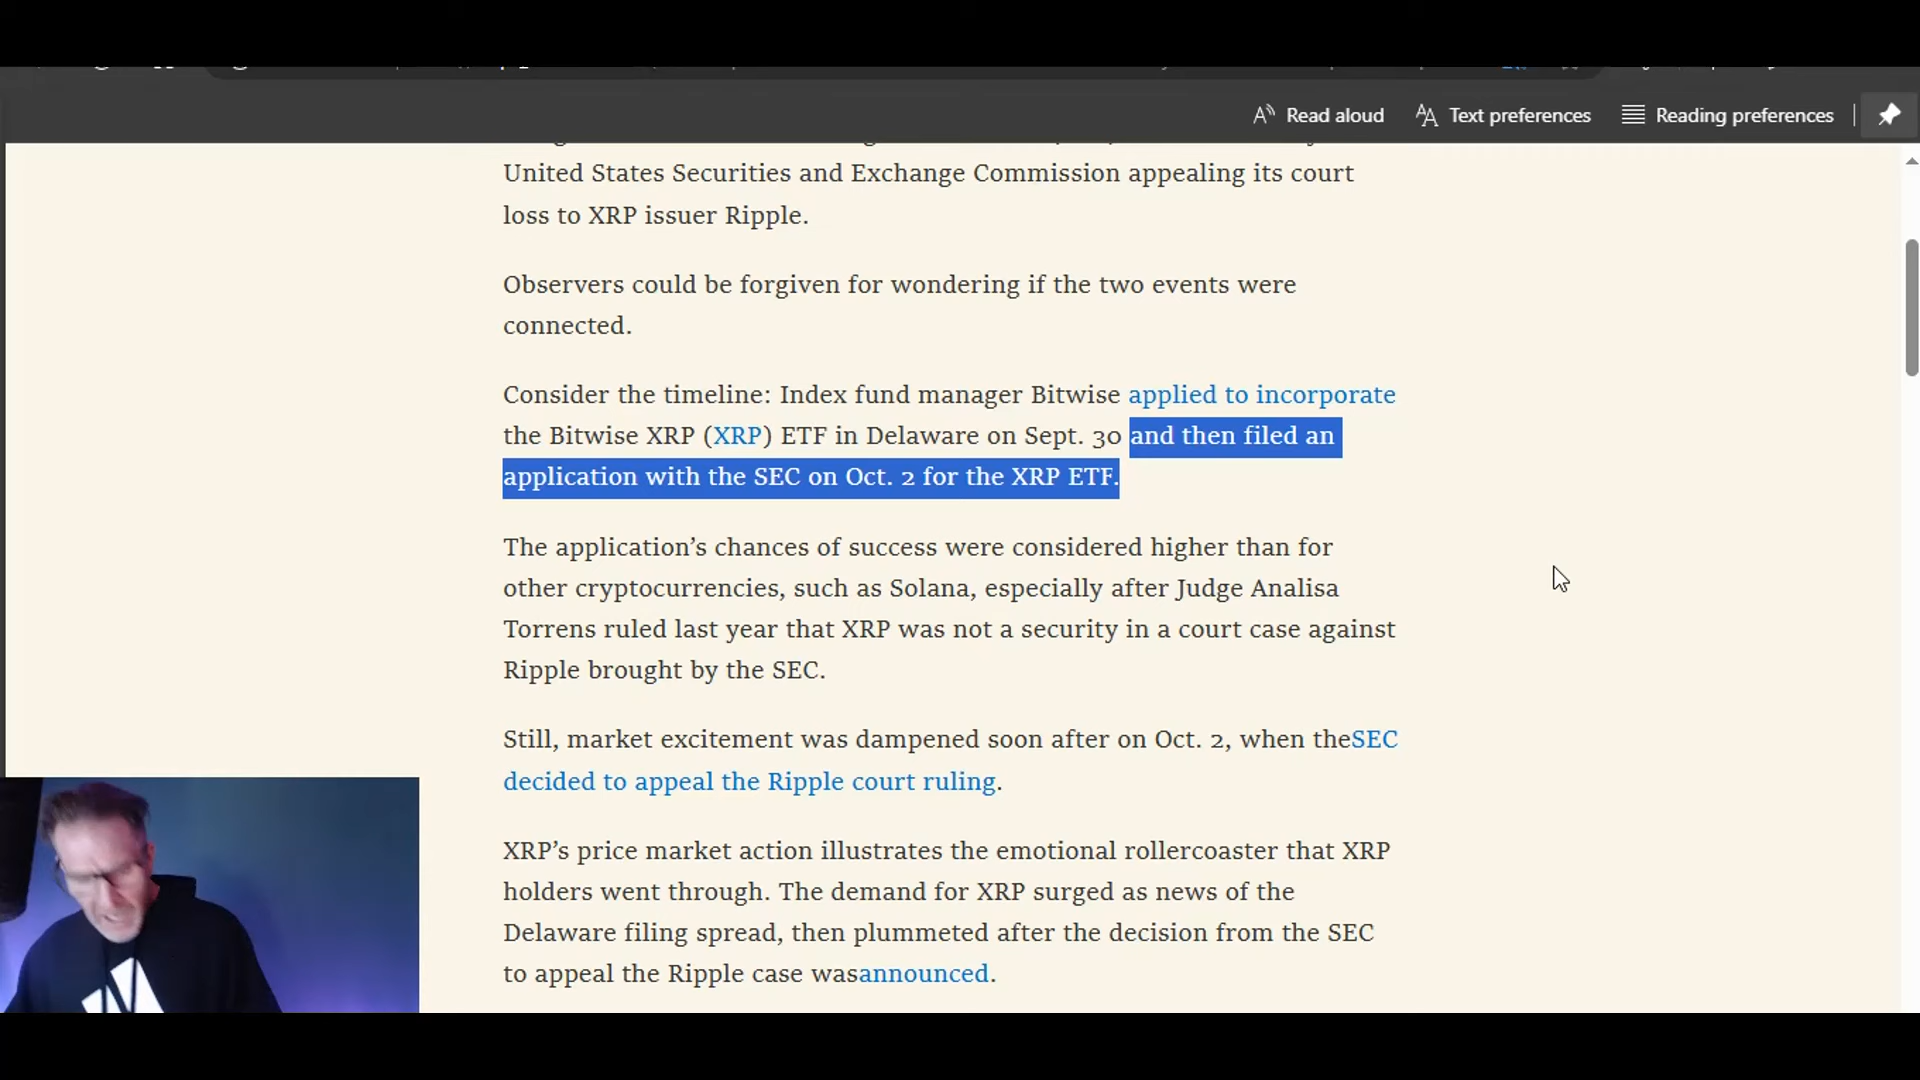 Read aloud
Text preferences
Reading preferences
United States Securities and Exchange Commission appealing its court
loss to XRP issuer Ripple.
Observers could be forgiven for wondering if the two events were
connected.
Consider the timeline: Index fund manager Bitwise applied to incorporate
the Bitwise XRP (XRP) ETF in Delaware on Sept. 30 and then filed an
application with the SEC on Oct. 2 for the XRP ETF.
The application’s chances of success were considered higher than for
other cryptocurrencies, such as Solana, especially after Judge Analisa
Torrens ruled last year that XRP was not a security in a court case against
Ripple brought by the SEC.
Still, market excitement was dampened soon after on Oct. 2, when theSEC
decided to appeal the Ripple court ruling.
XRP’s price market action illustrates the emotional rollercoaster that XRP
holders went through. The demand for XRP surged as news of the
Delaware filing spread, then plummeted after the decision from the SEC
to appeal the Ripple case wasannounced.